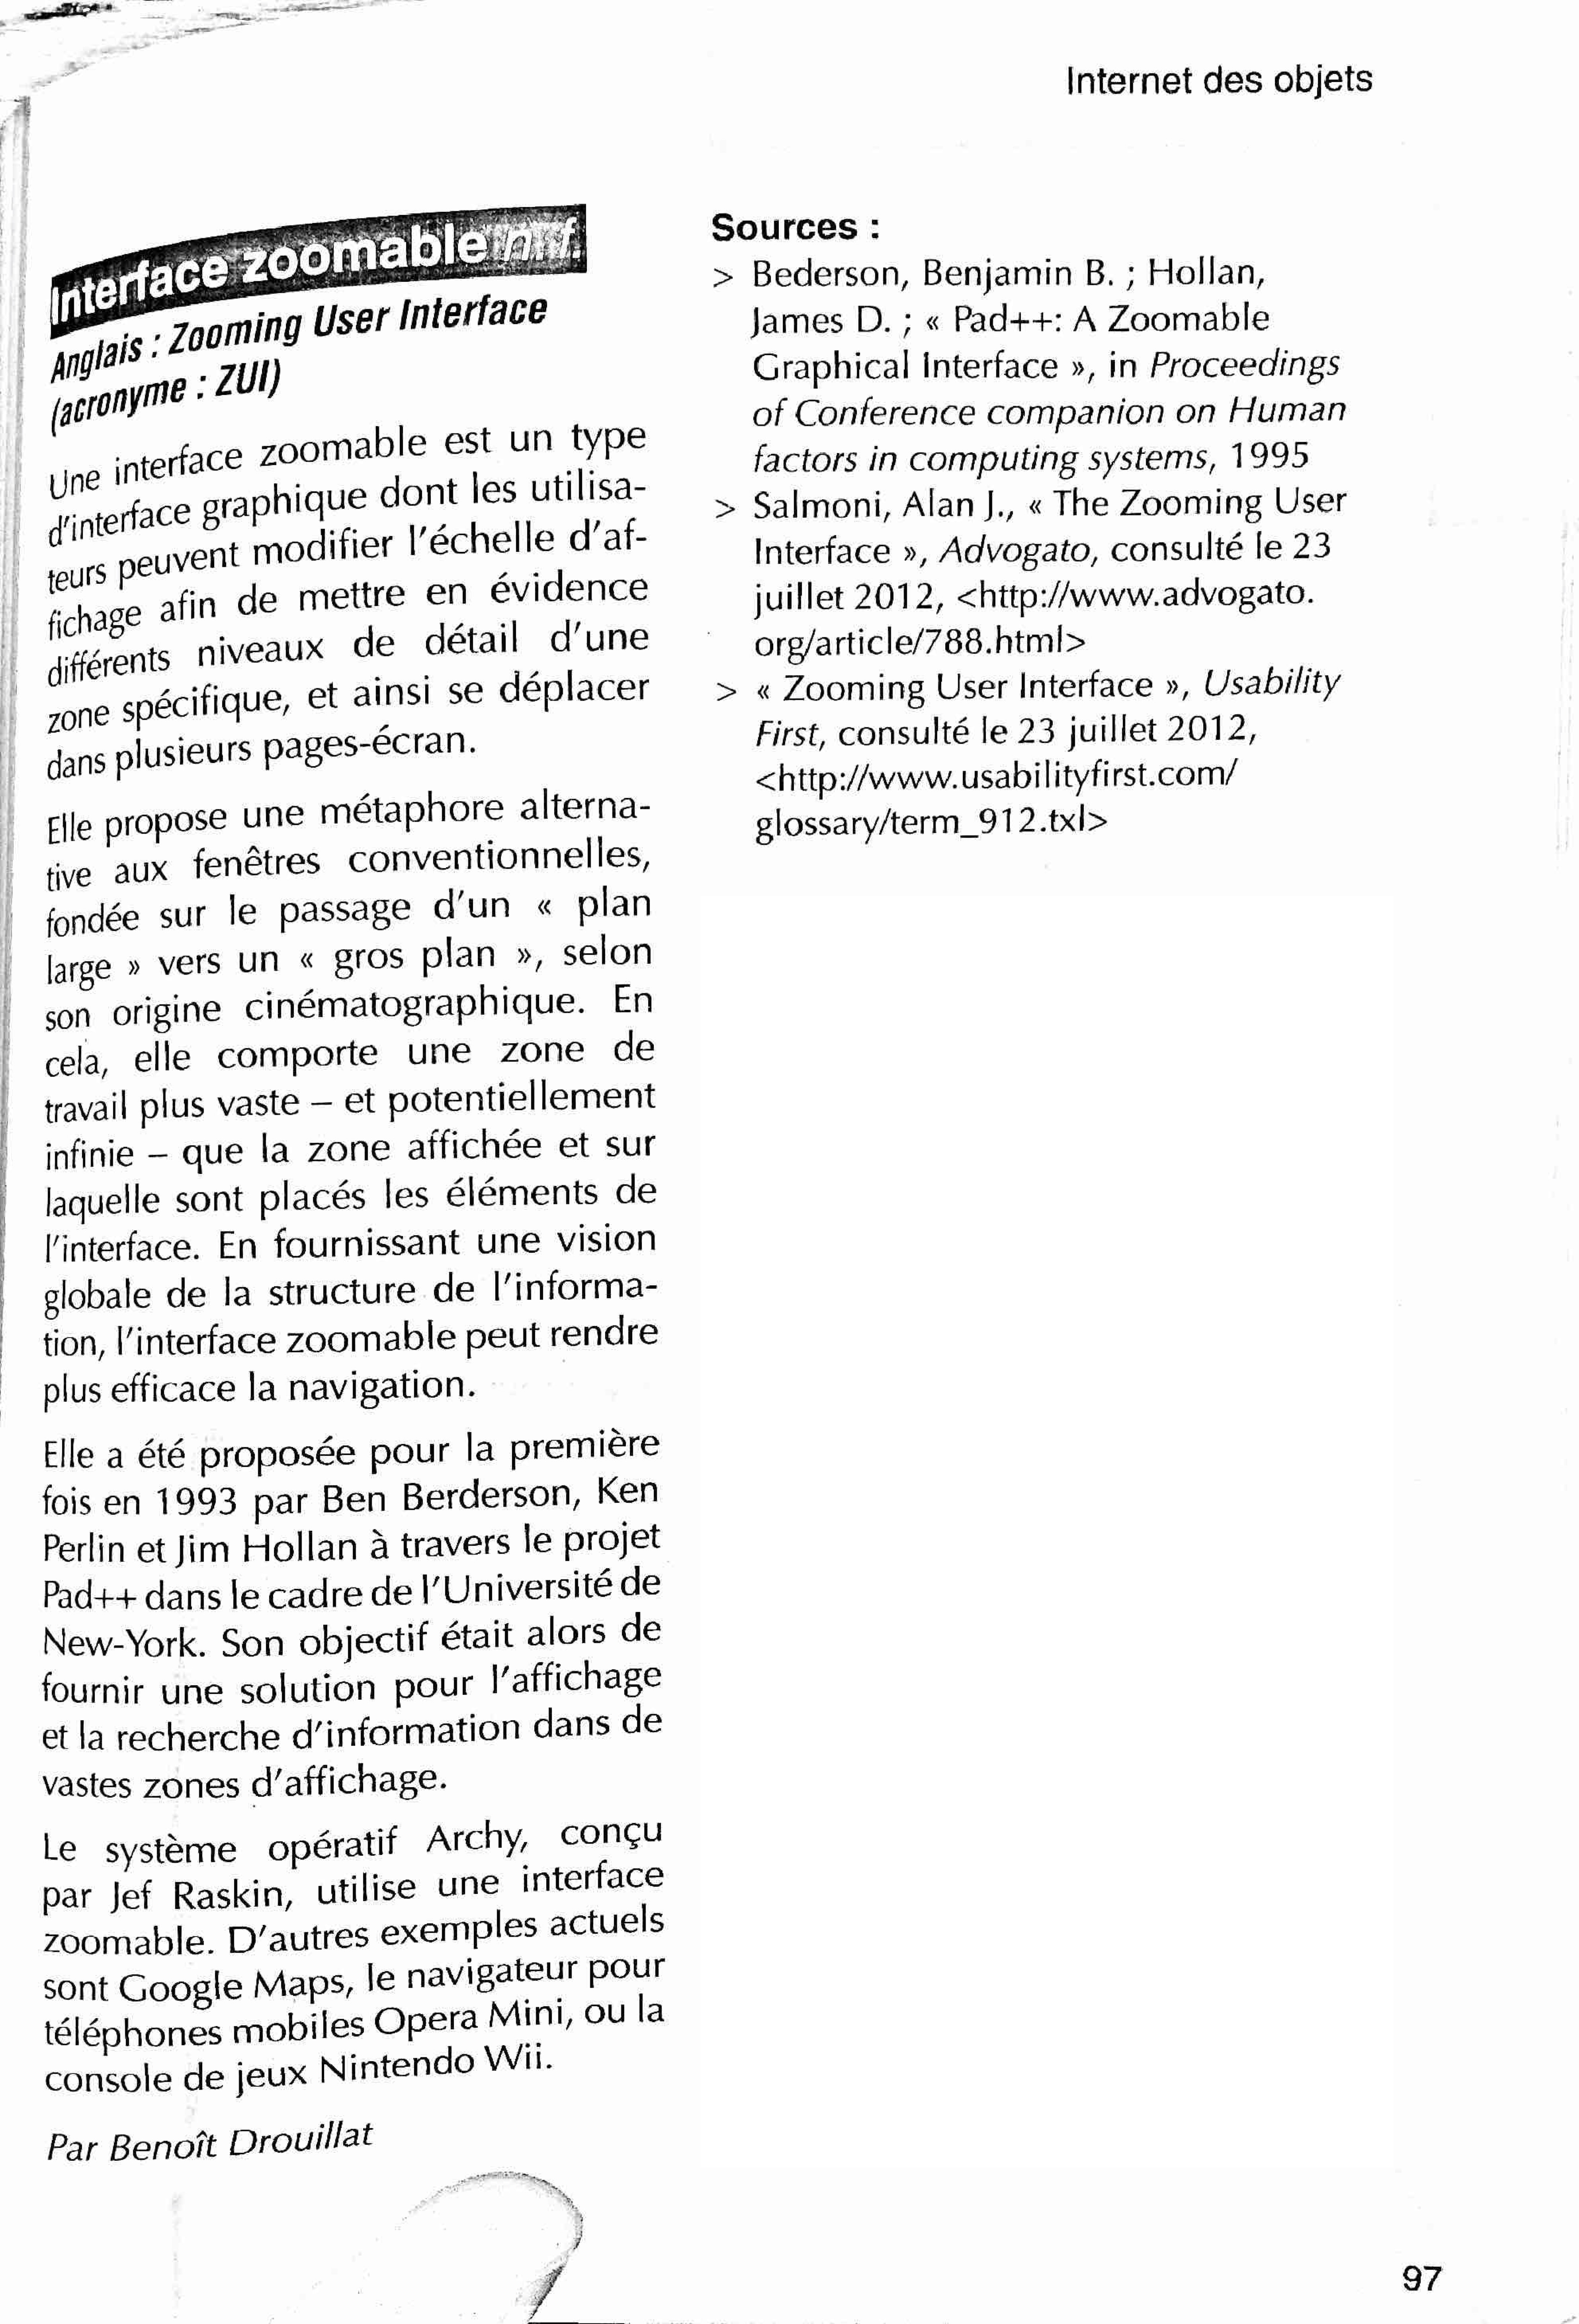 Internet des objets
Interface zoomable n. f.
Anglais : Zooming User Interface
(acronyme : ZUI)
Une interface zoomable est un type
d'interface graphique dont les utilisa-
teurs peuvent modifier l'échelle d'af-
fichage afin de mettre en évidence
différents niveaux de détail d'une
zone spécifique, et ainsi se déplacer
dans plusieurs pages-écran.
Elle propose une métaphore alterna-
tive aux fenêtres conventionnelles,
fondée sur le passage d'un « plan
large » vers un « gros plan », selon
son origine cinématographique. En
cela, elle comporte une zone de
travail plus vaste – et potentiellement
infinie – que la zone affichée et sur
laquelle sont placés les éléments de
l'interface. En fournissant une vision
globale de la structure de l'informa-
tion, l'interface zoomable peut rendre
plus efficace la navigation.
Elle a été proposée pour la première
fois en 1993 par Ben Berderson, Ken
Perlin et Jim Hollan à travers le projet
Pad++ dans le cadre de l'Université de
New-York. Son objectif était alors de
fournir une solution pour l'affichage
et la recherche d'information dans de
vastes zones d'affichage.
Le système opératif Archy, conçu
par Jef Raskin, utilise une interface
zoomable. D'autres exemples actuels
sont Google Maps, le navigateur pour
téléphones mobiles Opera Mini, ou la
console de jeux Nintendo Wii.
Par Benoît Drouillat
Sources :
> Bederson, Benjamin B. ; Hollan,
James D. ; « Pad++: A Zoomable
Graphical Interface », in Proceedings
of Conference companion on Human
factors in computing systems, 1995
> Salmoni, Alan J., « The Zooming User
Interface », Advogato, consulté le 23
juillet 2012, <http://www.advogato.
org/article/788.html>
> « Zooming User Interface », Usability
First, consulté le 23 juillet 2012,
<http://www.usabilityfirst.com/
glossary/term_912.txl>
97